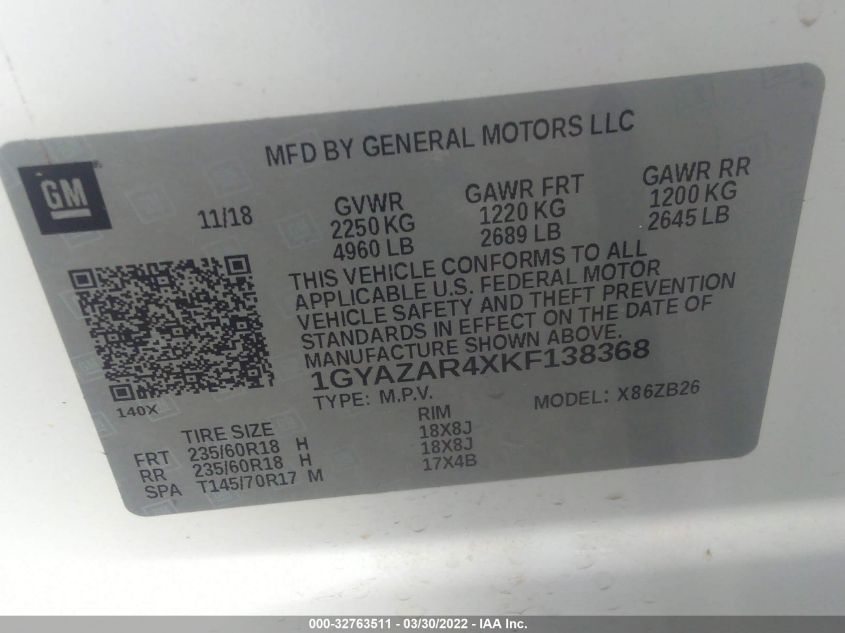 MFD BY GENERAL MOTORS LLC
GM
11/18
GVWR
2250 KG
4960 LB
GAWR FRT
1220 KG
2689 LB
GAWR RR
1200 KG
2645 LB
THIS VEHICLE CONFORMS TO ALL
APPLICABLE U.S. FEDERAL MOTOR
VEHICLE SAFETY AND THEFT PREVENTION
STANDARDS IN EFFECT ON THE DATE OF
MANUFACTURE SHOWN ABOVE.
1GYAZAR4XKF138368
TYPE: M.P.V.
MODEL: X86ZB26
140X
TIRE SIZE
RIM
FRT 235/60R18 H 18X8J
RR 235/60R18 H 18X8J
SPA T145/70R17 M 17X4B
000-32763511 - 03/30/2022 - IAA Inc.